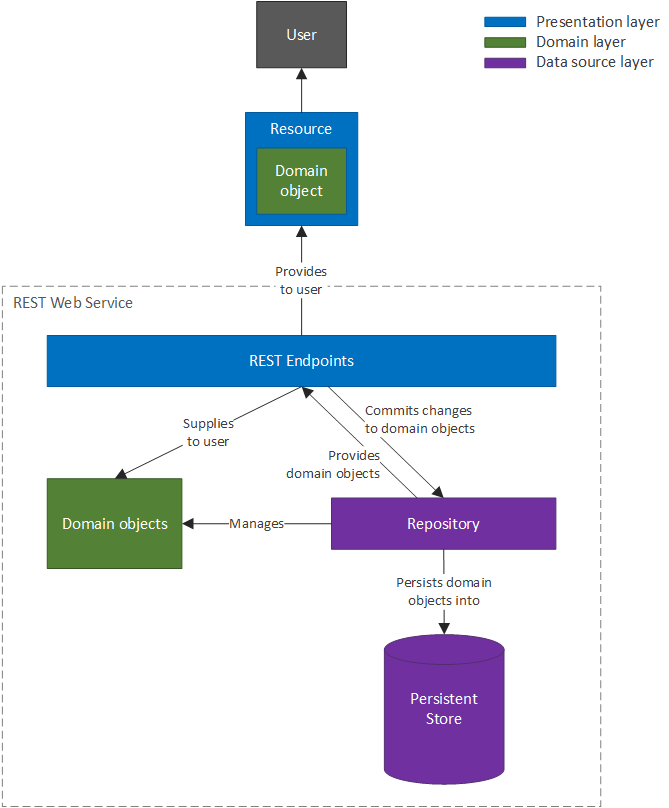 User
Presentation layer
Domain layer
Data source layer
Resource
Domain
object
Provides
to user
REST Web Service
REST Endpoints
Supplies
to user
Commits changes
to domain objects
Provides
domain objects
Domain objects
Manages
Repository
Persists domain
objects into
Persistent
Store